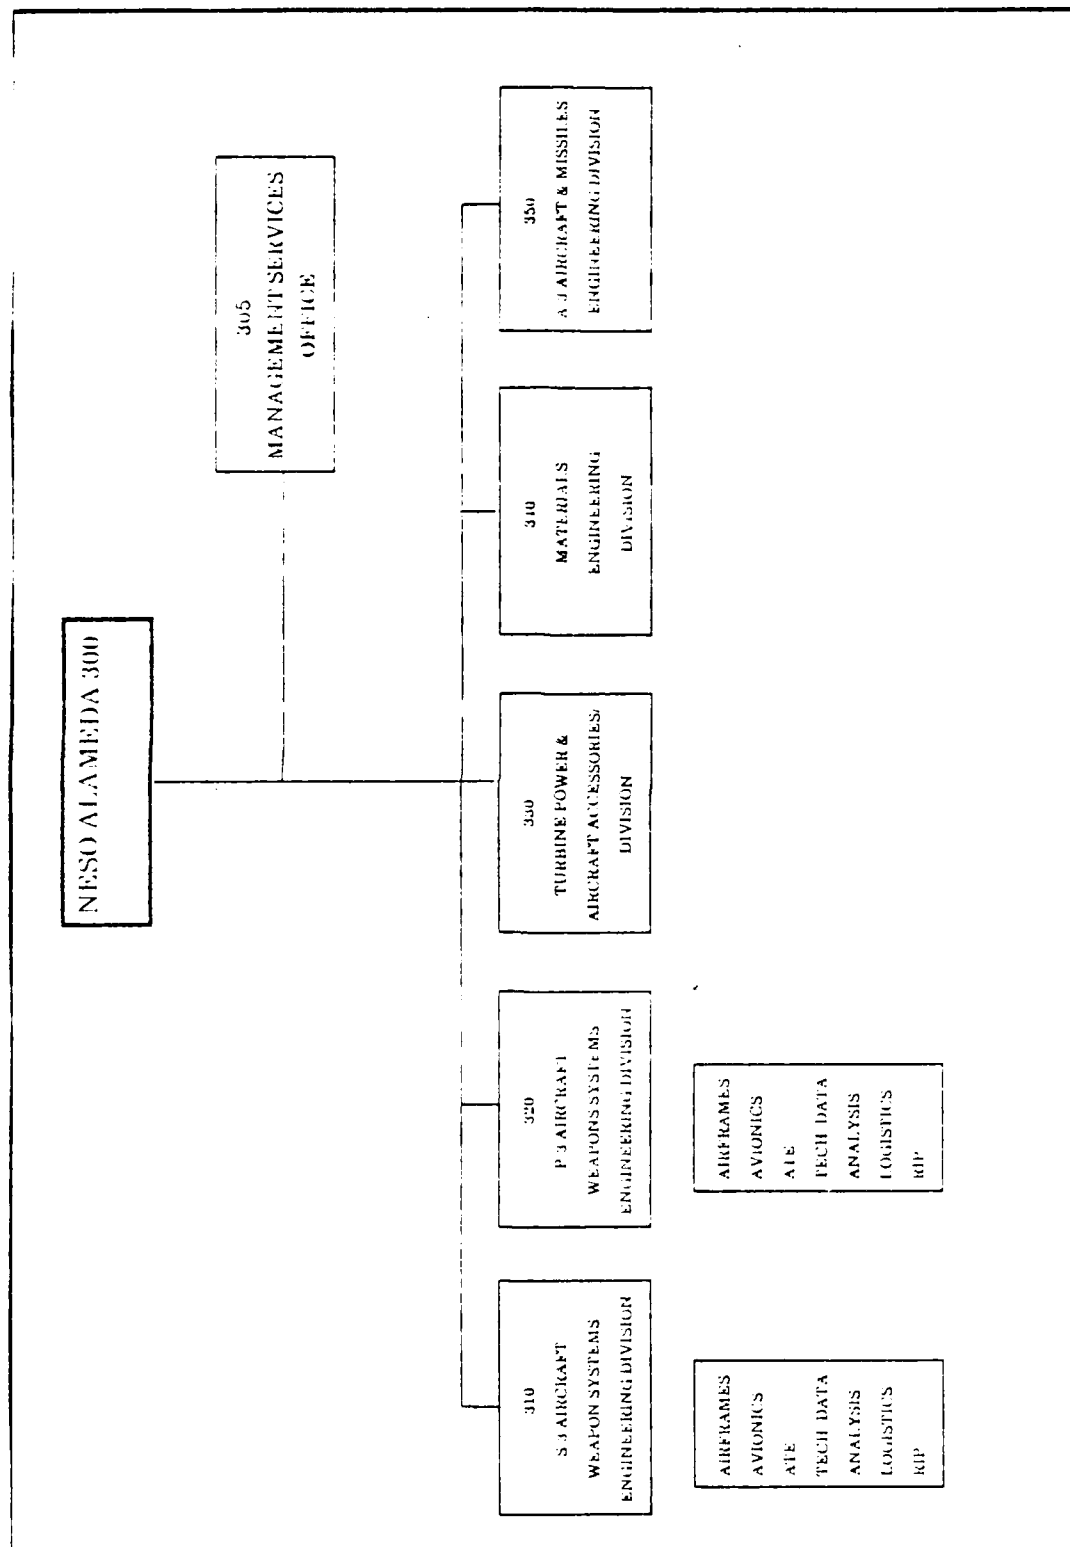 NESO ALAMEDA 300
305
MANAGEMENT SERVICES
OFFICE
310
S 3 AIRCRAFT
WEAPON SYSTEMS
ENGINEERING DIVISION
320
P 3 AIRCRAFT
WEAPONS SYSTEMS
ENGINEERING DIVISION
330
TURBINE POWER &
AIRCRAFT ACCESSORIES/
DIVISION
340
MATERIALS
ENGINEERING
DIVISION
350
AIRCRAFT & MISSILES
ENGINEERING DIVISION
AIRFRAMES
AVIONICS
ATE
TECH DATA
ANALYSIS
LOGISTICS
RIP
AIRFRAMES
AVIONICS
ATE
TECH DATA
ANALYSIS
LOGISTICS
RIP